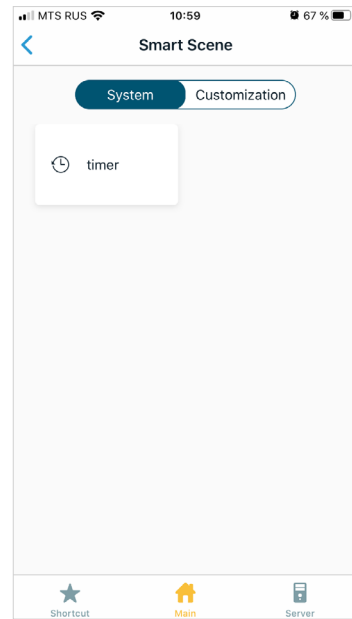 MTS RUS 10:59 67 %
Smart Scene
System Customization
timer
Shortcut Main Server